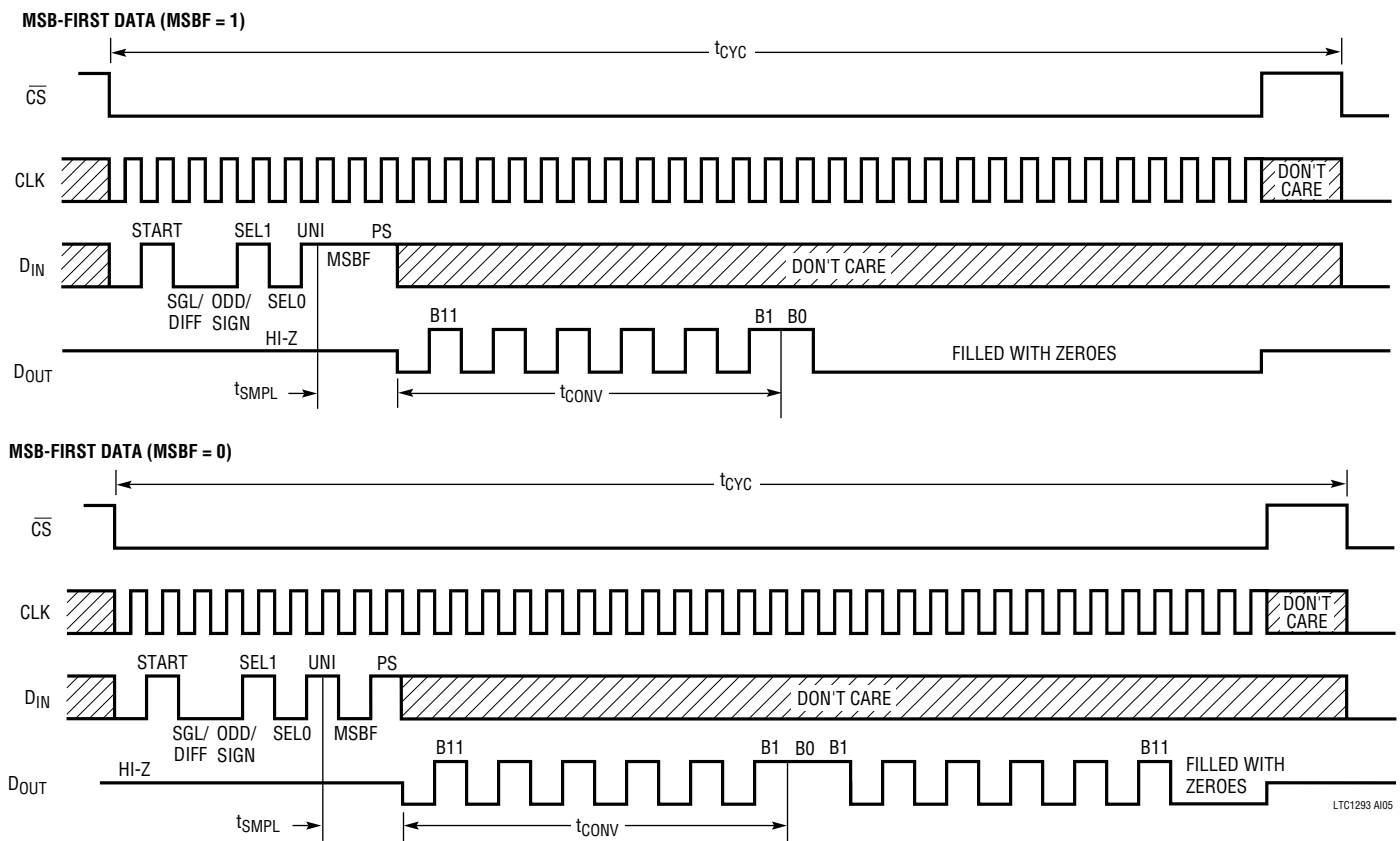 MSB-FIRST DATA (MSBF = 1)
tCYC
CS
CLK
DON'T
CARE
START
SEL1
UNI
PS
DIN
MSBF
DON'T CARE
SGL/
DIFF
ODD/
SIGN
SEL0
HI-Z
B11
B1
B0
DOUT
FILLED WITH ZEROES
tSMPL
tCONV
MSB-FIRST DATA (MSBF = 0)
tCYC
CS
CLK
DON'T
CARE
START
SEL1
UNI
PS
DIN
DON'T CARE
SGL/
DIFF
ODD/
SIGN
SEL0
MSBF
HI-Z
B11
B1
B0
B1
B11
FILLED WITH
ZEROES
DOUT
LTC1293 AI05
tSMPL
tCONV